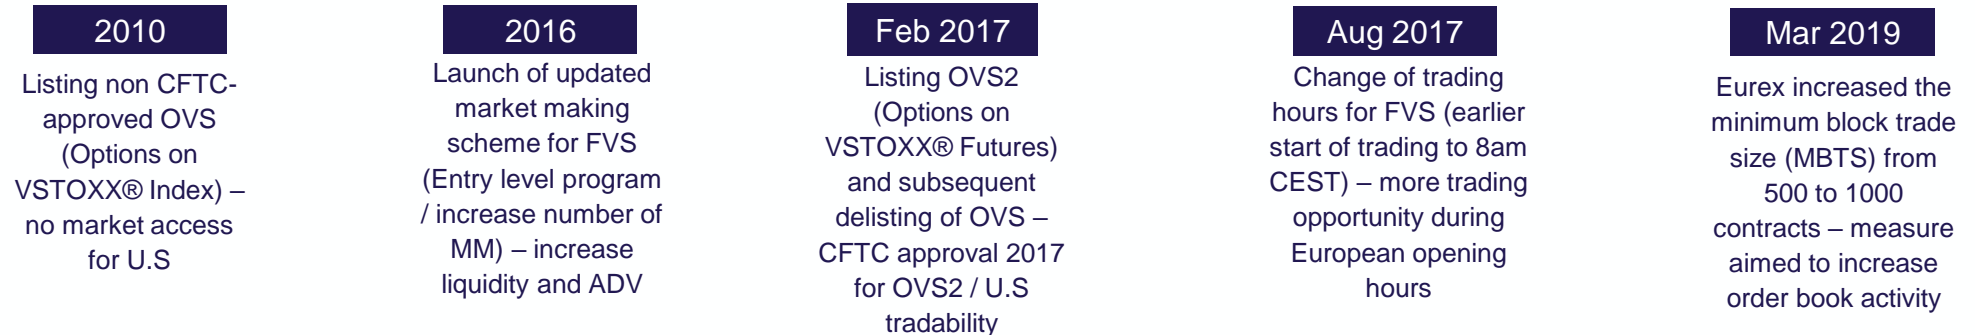 2010
Listing non CFTC-
approved OVS
(Options on
VSTOXX® Index) –
no market access
for U.S
2016
Launch of updated
market making
scheme for FVS
(Entry level program
/ increase number of
MM) – increase
liquidity and ADV
Feb 2017
Listing OVS2
(Options on
VSTOXX® Futures)
and subsequent
delisting of OVS –
CFTC approval 2017
for OVS2 / U.S
tradability
Aug 2017
Change of trading
hours for FVS (earlier
start of trading to 8am
CEST) – more trading
opportunity during
European opening
hours
Mar 2019
Eurex increased the
minimum block trade
size (MBTS) from
500 to 1000
contracts – measure
aimed to increase
order book activity